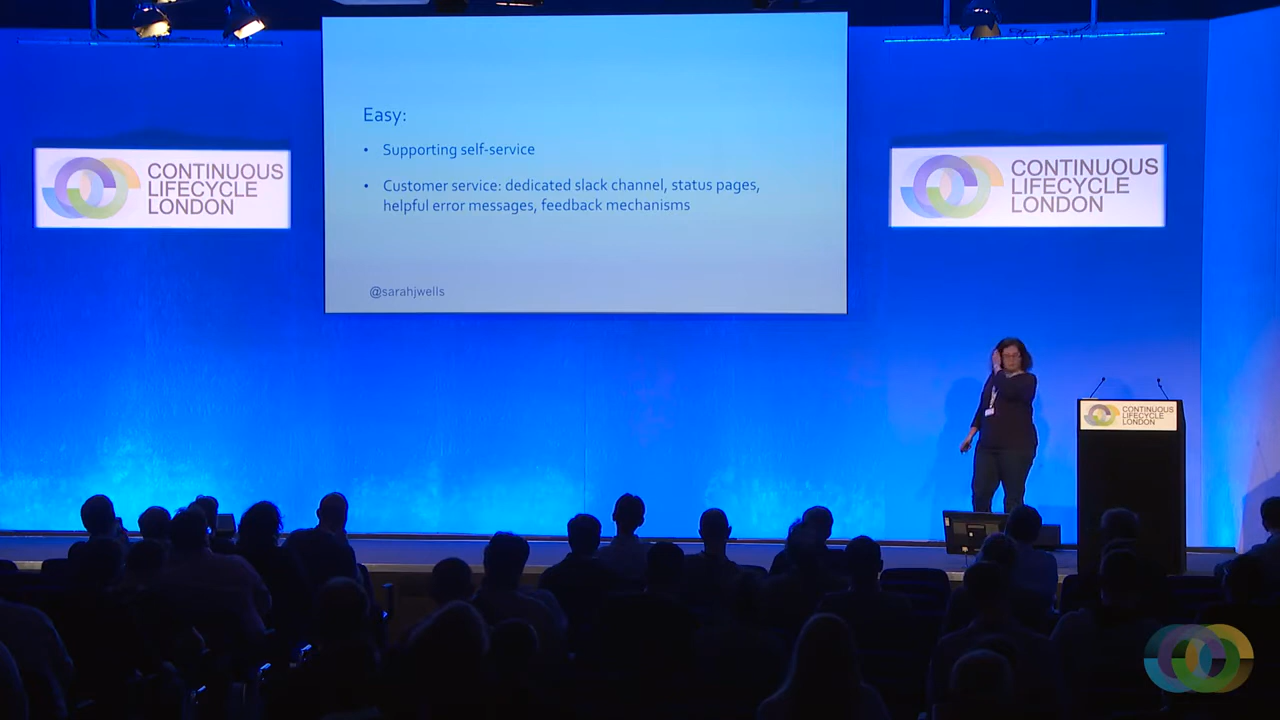 Easy:
• Supporting self-service
• Customer service: dedicated slack channel, status pages,
helpful error messages, feedback mechanisms
@sarahjwells
CONTINUOUS
LIFECYCLE
LONDON
CONTINUOUS
LIFECYCLE
LONDON
CONTINUOUS
LIFECYCLE
LONDON